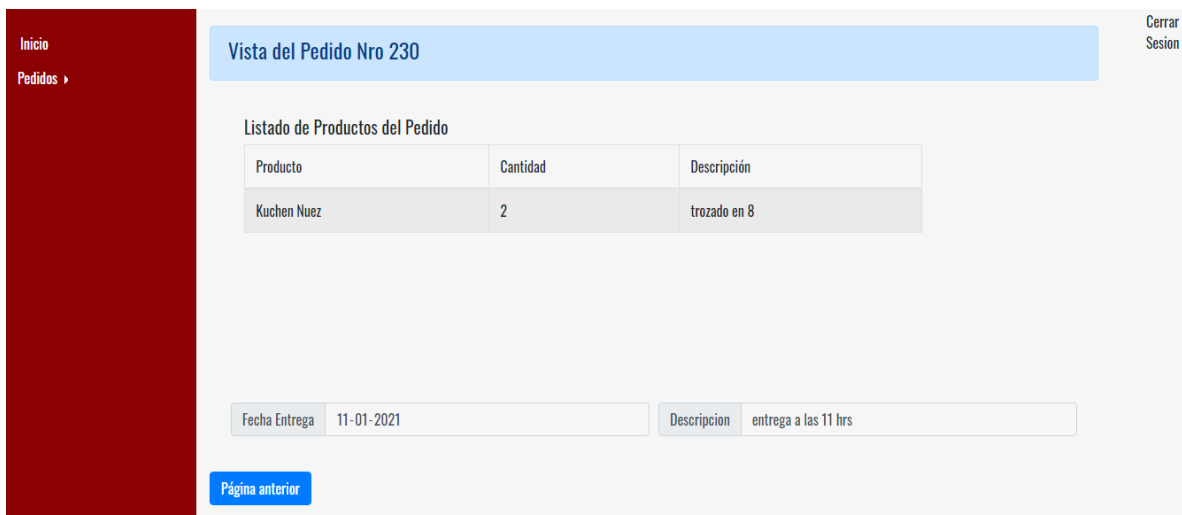 Inicio
Pedidos
Vista del Pedido Nro 230
Cerrar
Sesion
Listado de Productos del Pedido
Producto Cantidad Descripción
Kuchen Nuez 2 trozado en 8
Fecha Entrega 11-01-2021 Descripcion entrega a las 11 hrs
Página anterior